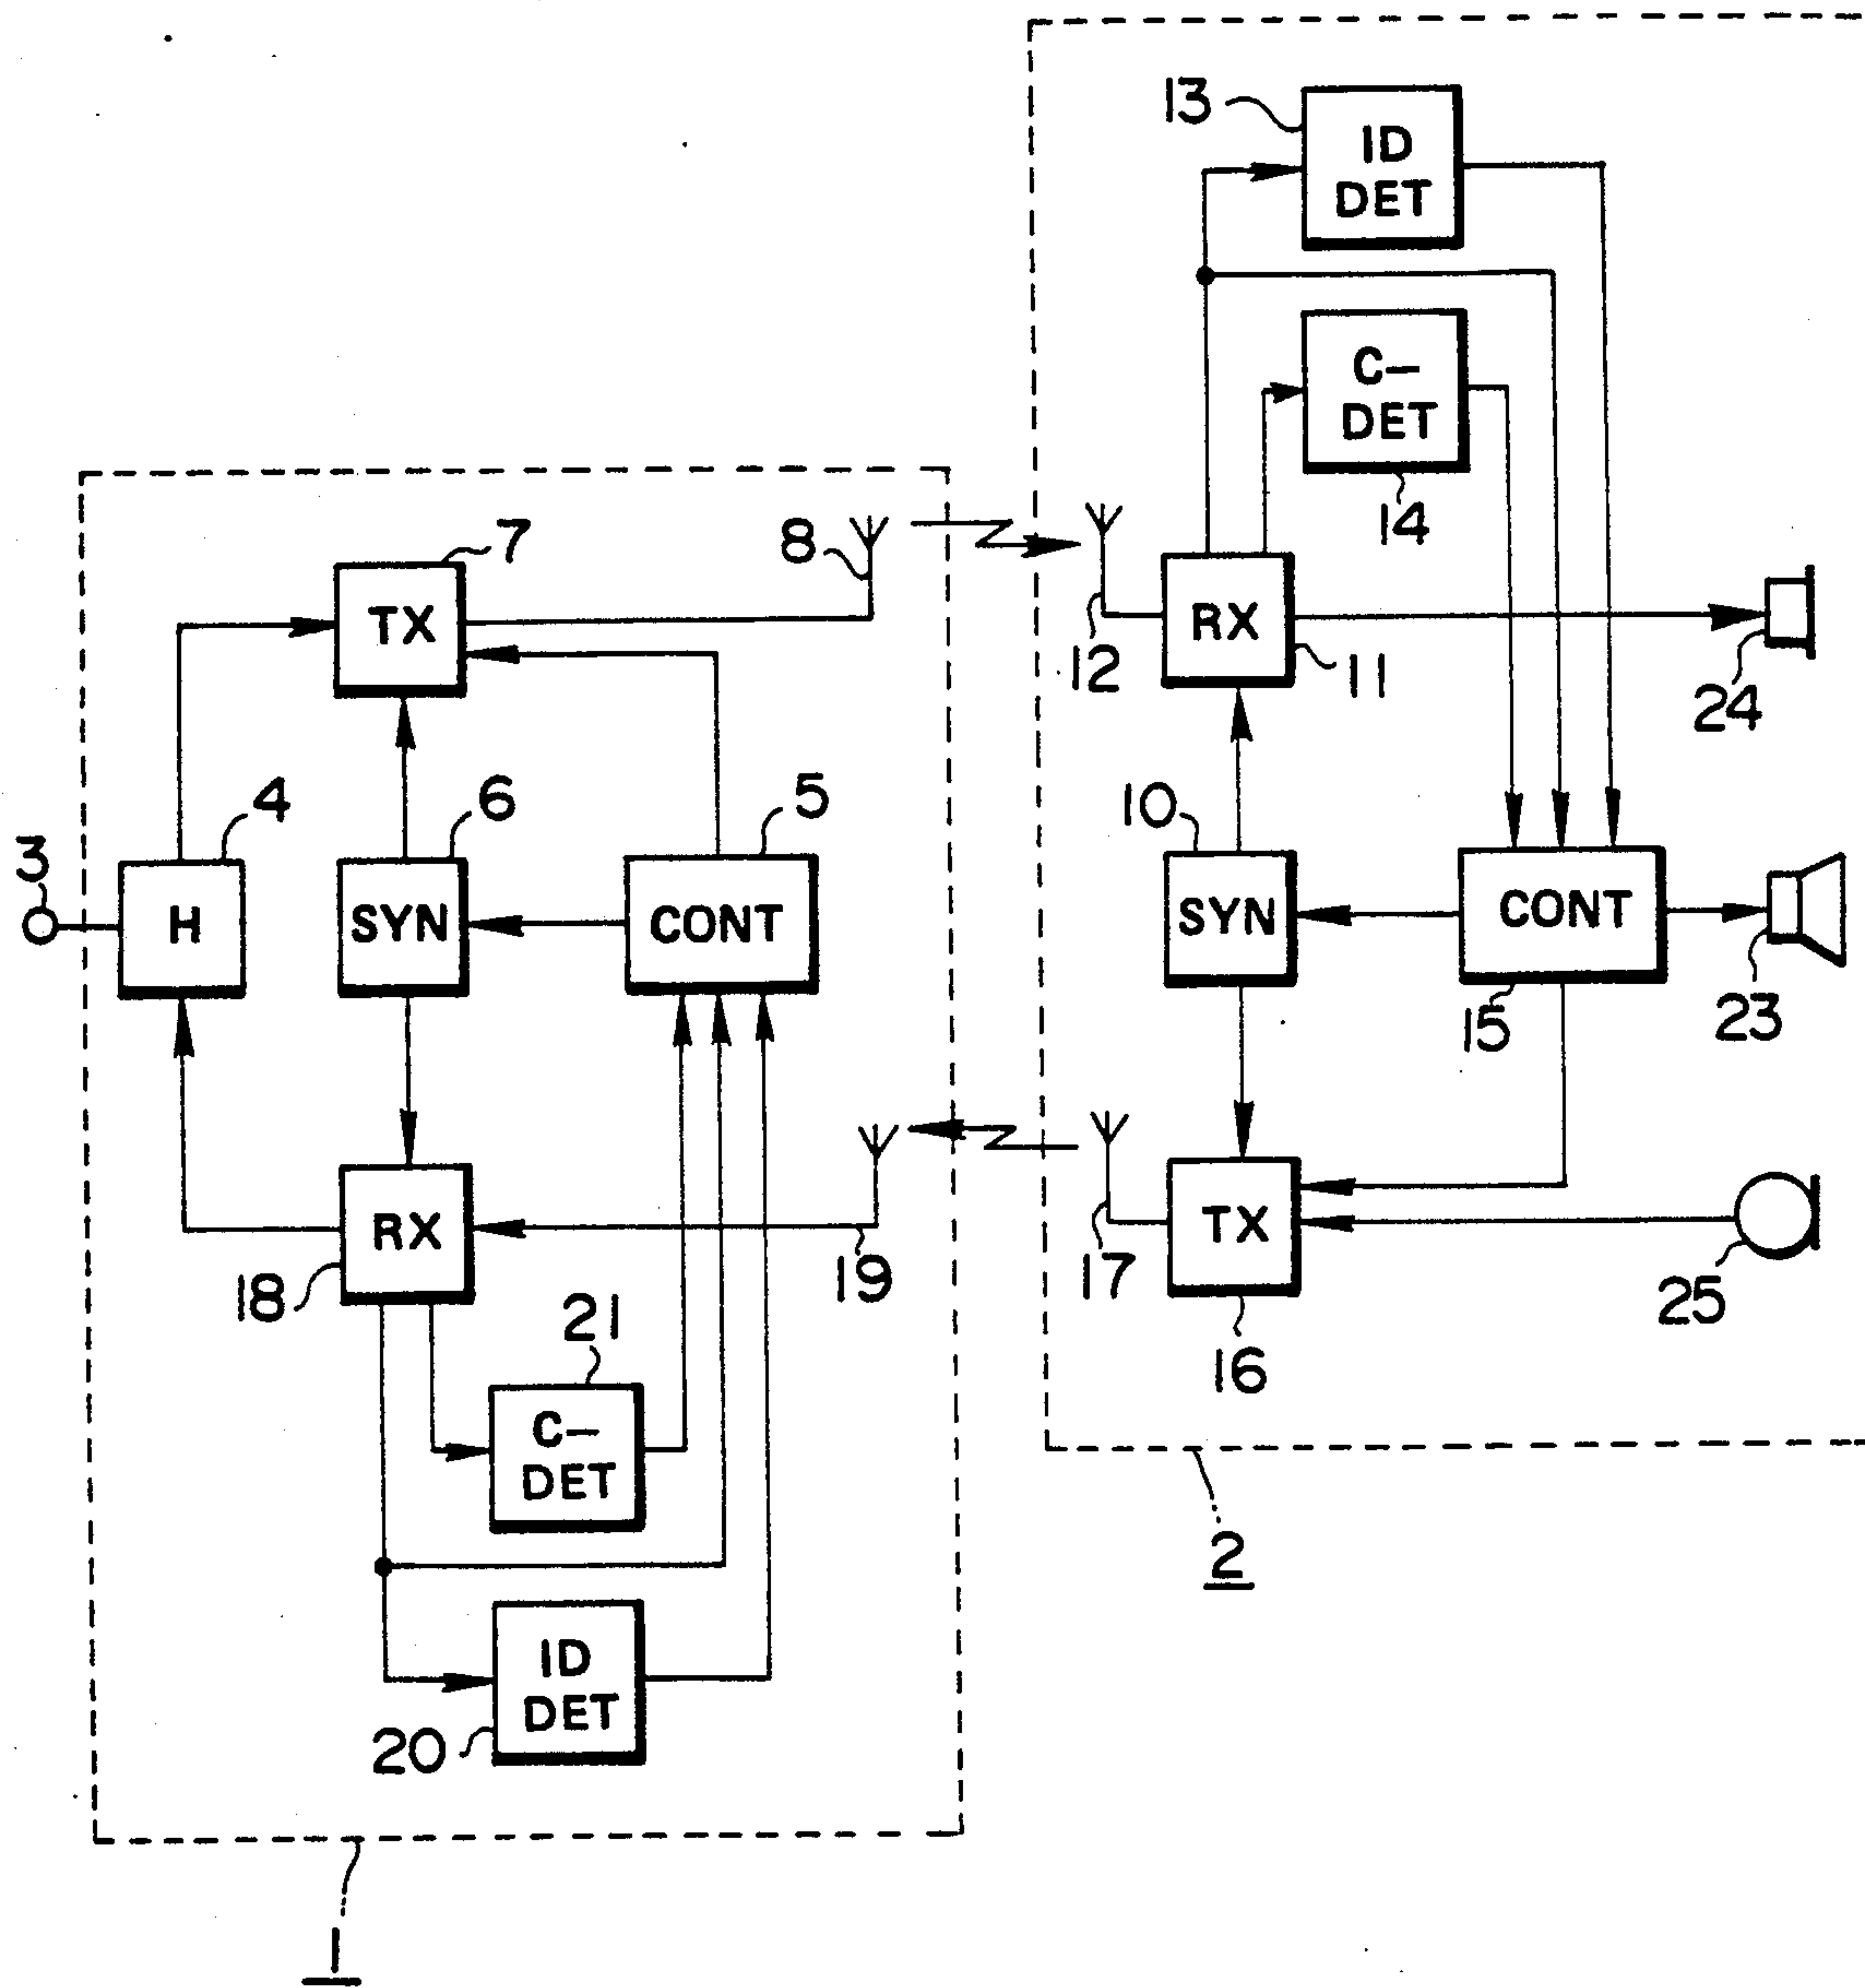 13
ID
DET
C-
DET
14
7
8
TX
12
RX
11
24
4
6
5
10
3
H
SYN
CONT
SYN
CONT
15
23
RX
18
19
17
TX
16
25
21
C-
DET
2
ID
DET
20
1